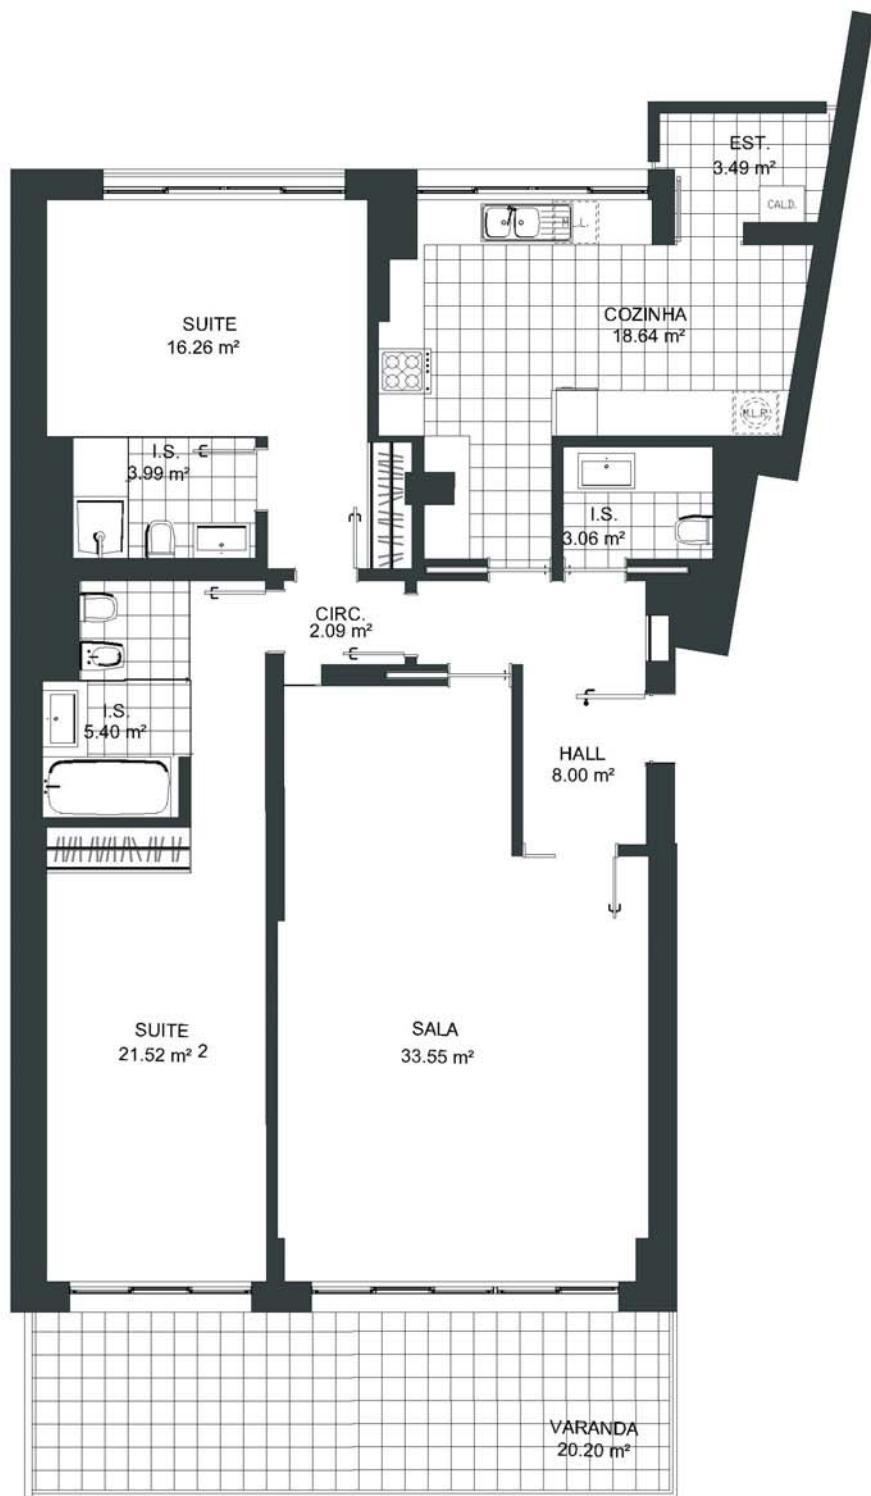 EST.
3.49 m²
CALD.
M.L.
SUITE
16.26 m²
COZINHA
18.64 m²
M.L.R.
I.S.
3.99 m²
I.S.
3.06 m²
CIRC.
2.09 m²
I.S.
5.40 m²
HALL
8.00 m²
SUITE
21.52 m² 2
SALA
33.55 m²
VARANDA
20.20 m²